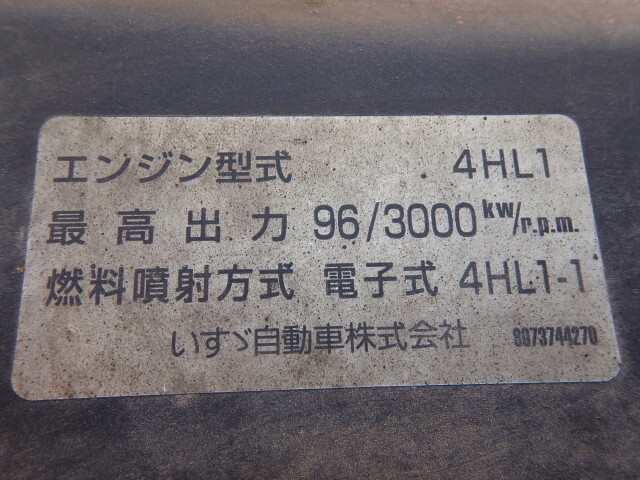 エンジン型式 4HL1
最高出力 96/3000 kw/r.p.m.
燃料噴射方式 電子式 4HL1-1
いすゞ自動車株式会社 8973744270